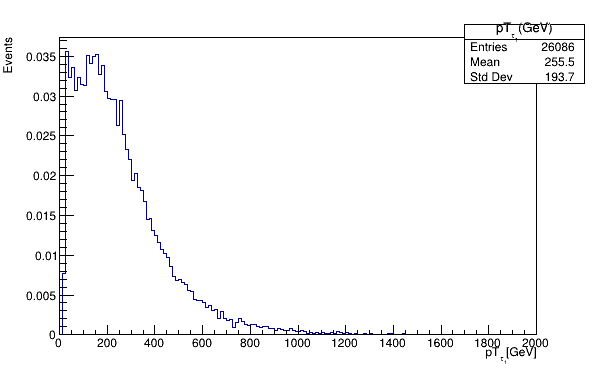 pT_τ₁(GeV)
Entries 26086
Mean 255.5
Std Dev 193.7
Events
0.035
0.03
0.025
0.02
0.015
0.01
0.005
0
0 200 400 600 800 1000 1200 1400 1600 1800 2000
pT_τ₁[GeV]